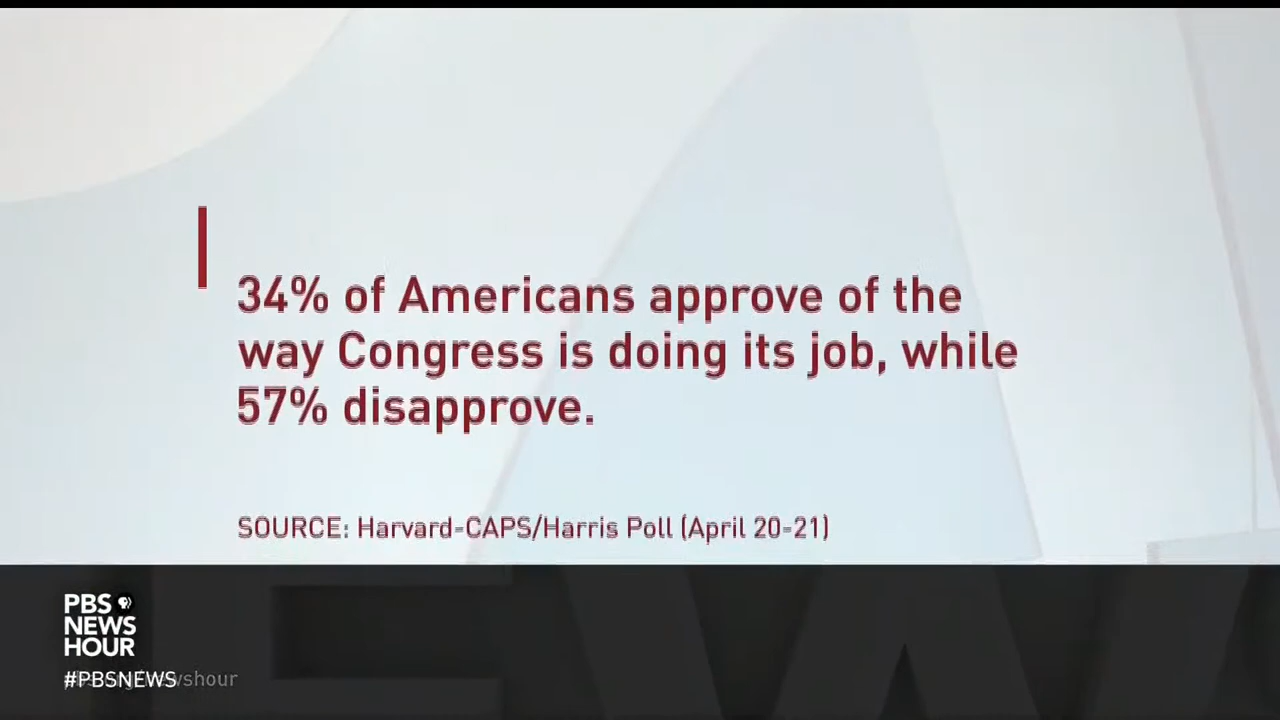 34% of Americans approve of the
way Congress is doing its job, while
57% disapprove.
SOURCE: Harvard-CAPS/Harris Poll (April 20-21)
PBS
NEWS
HOUR
#PBSNEWS